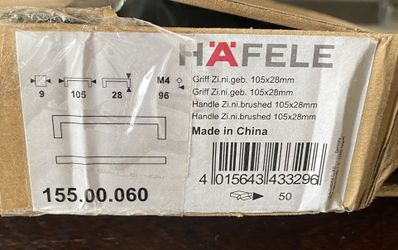 HÄFELE
M4
9 105 28 96
Griff Zi.ni.geb. 105x28mm
Griff Zi.ni.geb. 105x28mm
Handle Zi.ni.brushed 105x28mm
Handle Zi.ni.brushed 105x28mm
Made in China
155.00.060
4 015643 433296
50